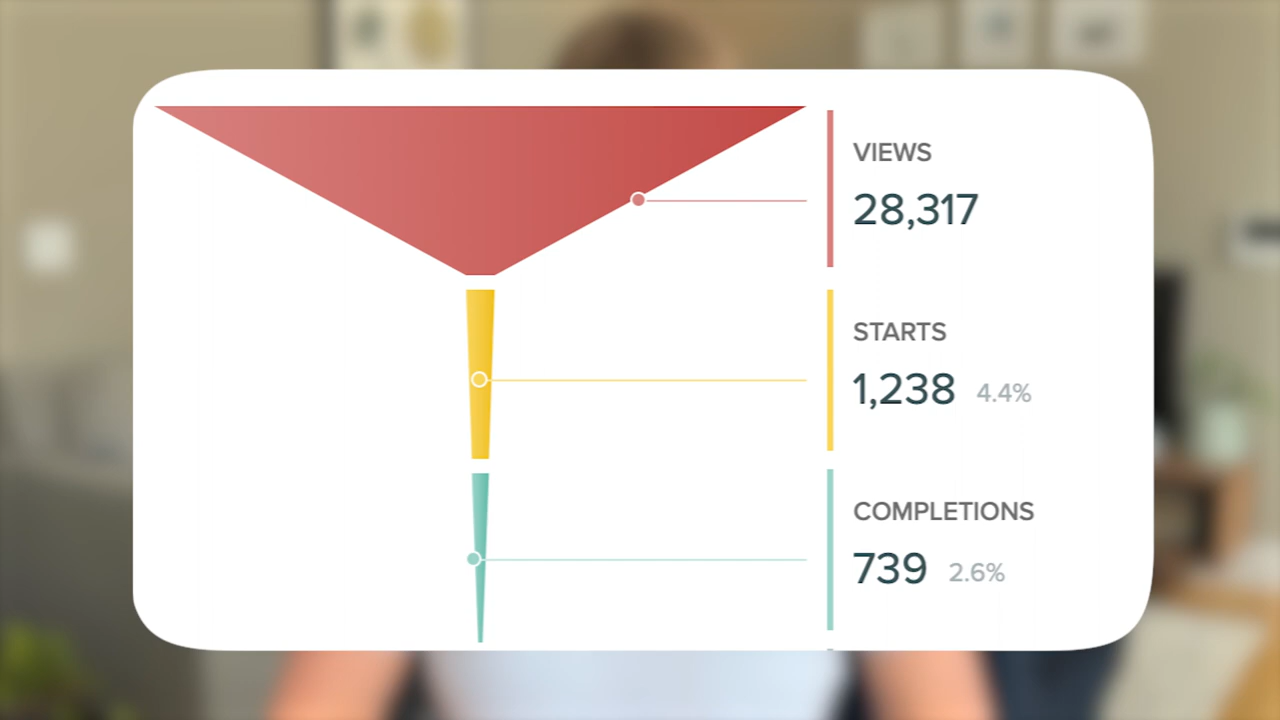 VIEWS
28,317
STARTS
1,238 4.4%
COMPLETIONS
739 2.6%